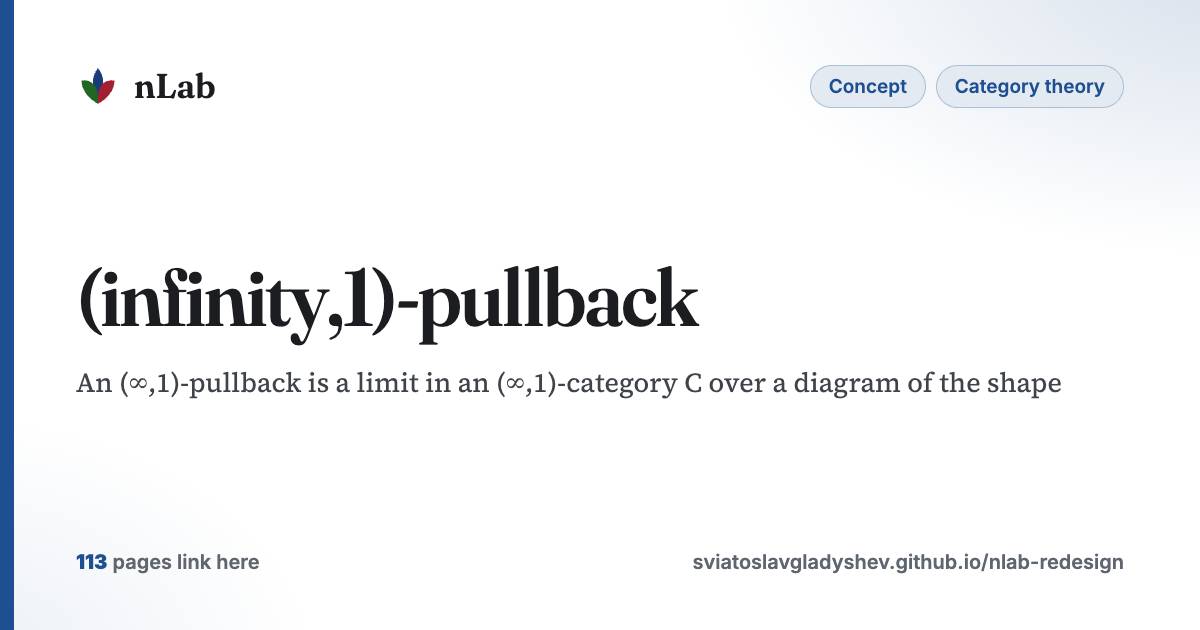 nLab
Concept
Category theory
(infinity,1)-pullback
An (∞,1)-pullback is a limit in an (∞,1)-category C over a diagram of the shape
113 pages link here
sviatoslavgladyshev.github.io/nlab-redesign